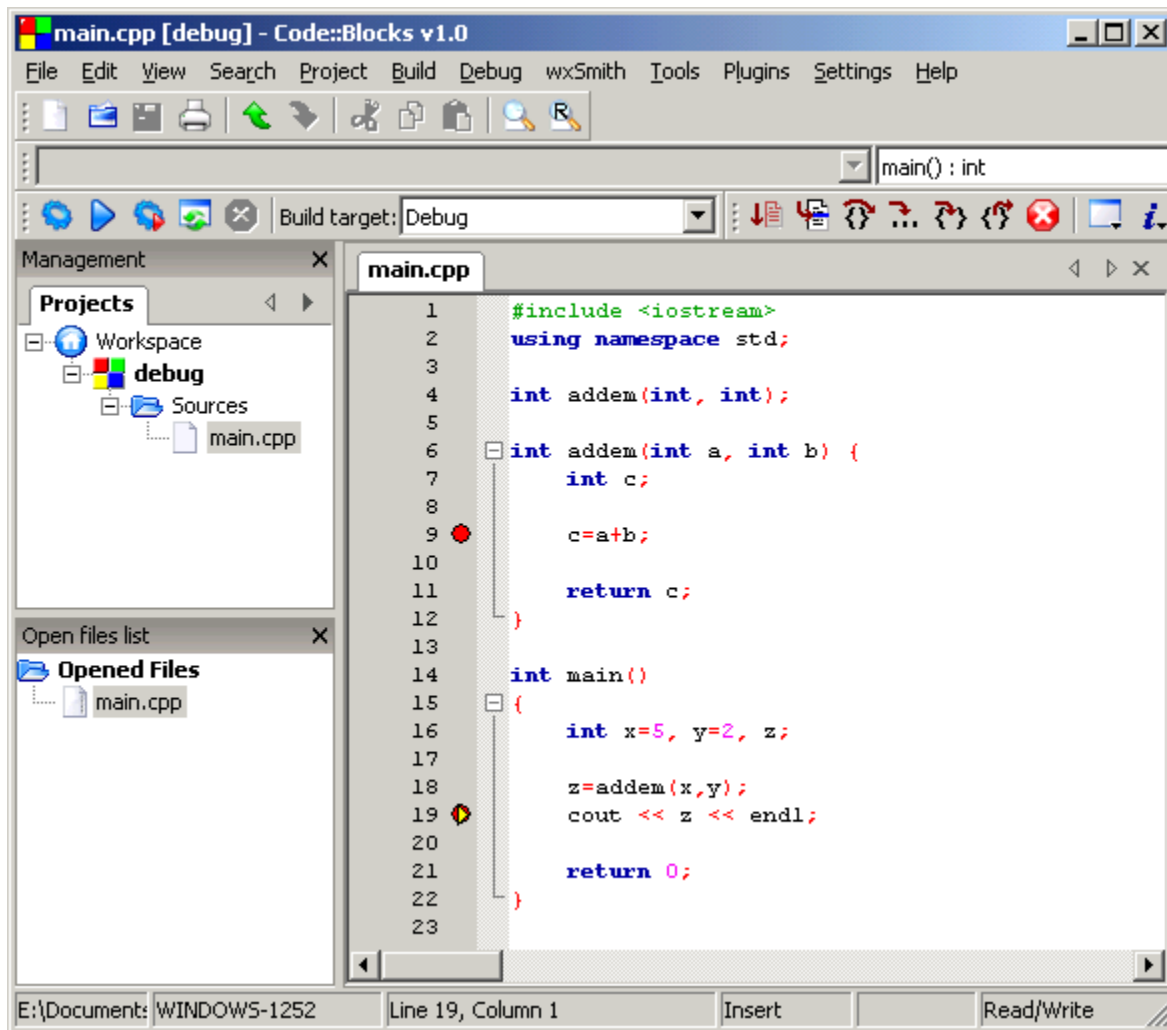 main.cpp [debug] - Code::Blocks v1.0
File Edit View Search Project Build Debug wxSmith Tools Plugins Settings Help
main() : int
Build target: Debug
Management
main.cpp
Projects
Workspace
debug
Sources
main.cpp
Open files list
Opened Files
main.cpp
1 #include <iostream>
2 using namespace std;
3
4 int addem(int, int);
5
6 int addem(int a, int b) {
7 int c;
8
9 c=a+b;
10
11 return c;
12 }
13
14 int main()
15 {
16 int x=5, y=2, z;
17
18 z=addem(x,y);
19 cout << z << endl;
20
21 return 0;
22 }
23
E:\Documents WINDOWS-1252 Line 19, Column 1 Insert Read/Write